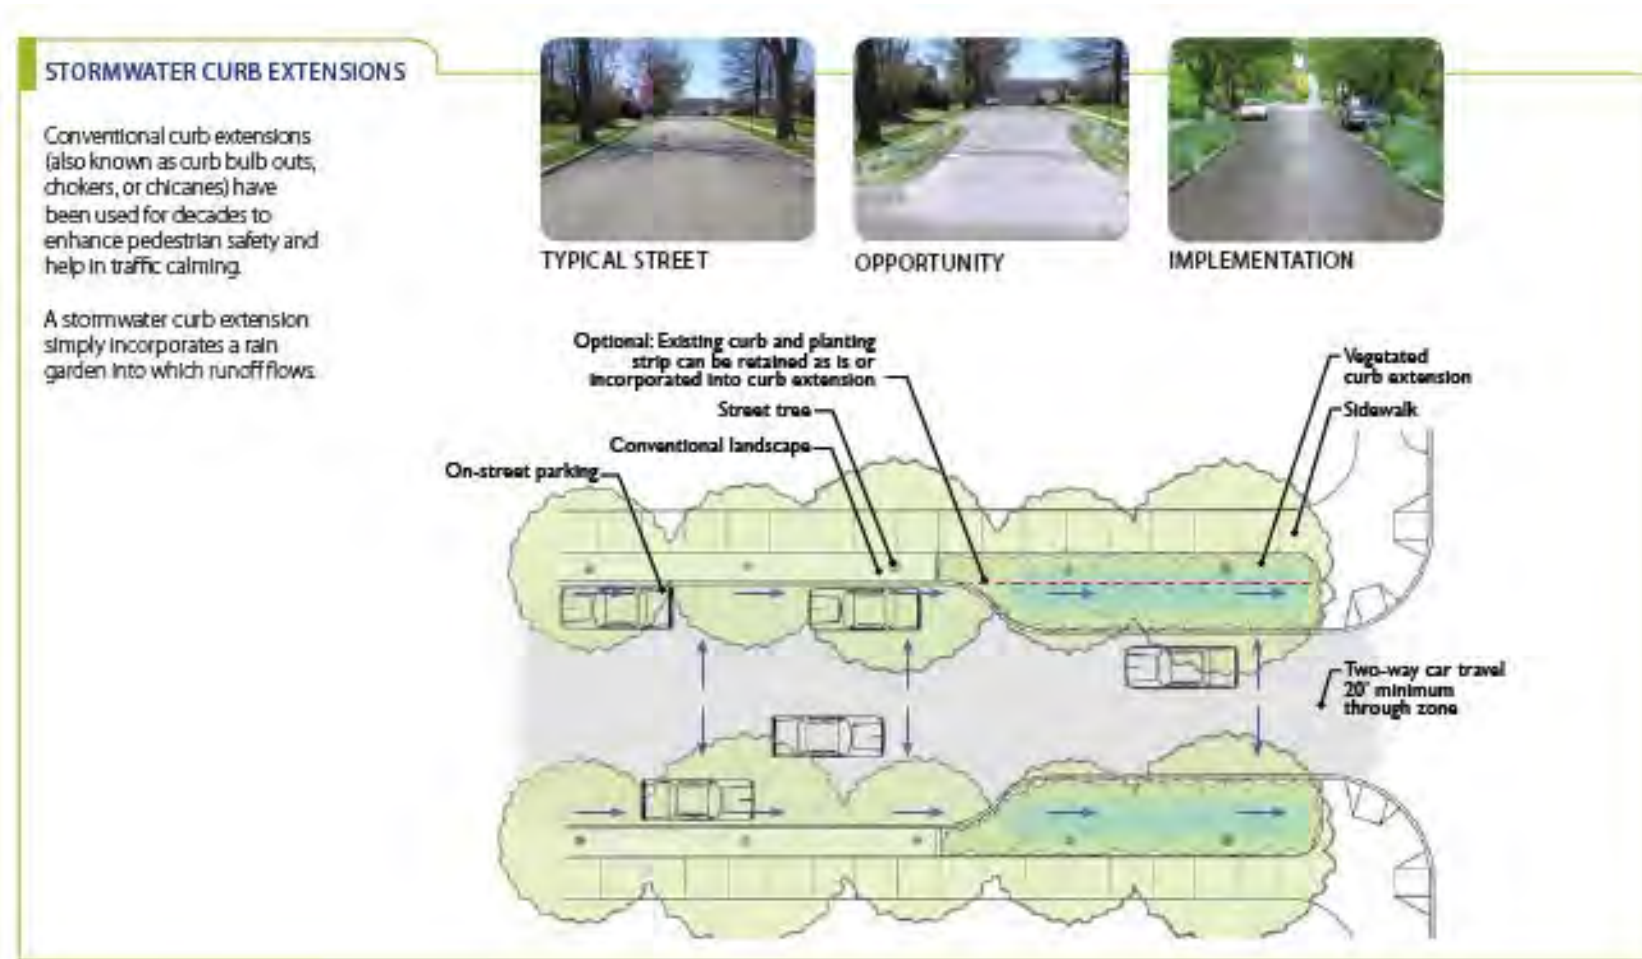 STORMWATER CURB EXTENSIONS
Conventional curb extensions
(also known as curb bulb outs,
chokers, or chicanes) have
been used for decades to
enhance pedestrian safety and
help in traffic calming.
A stormwater curb extension
simply incorporates a rain
garden into which runoff flows.
TYPICAL STREET
OPPORTUNITY
IMPLEMENTATION
Optional: Existing curb and planting
strip can be retained as is or
incorporated into curb extension
Street tree
Conventional landscape
On-street parking
Vegetated
curb extension
Sidewalk
Two-way car travel
20' minimum
through zone